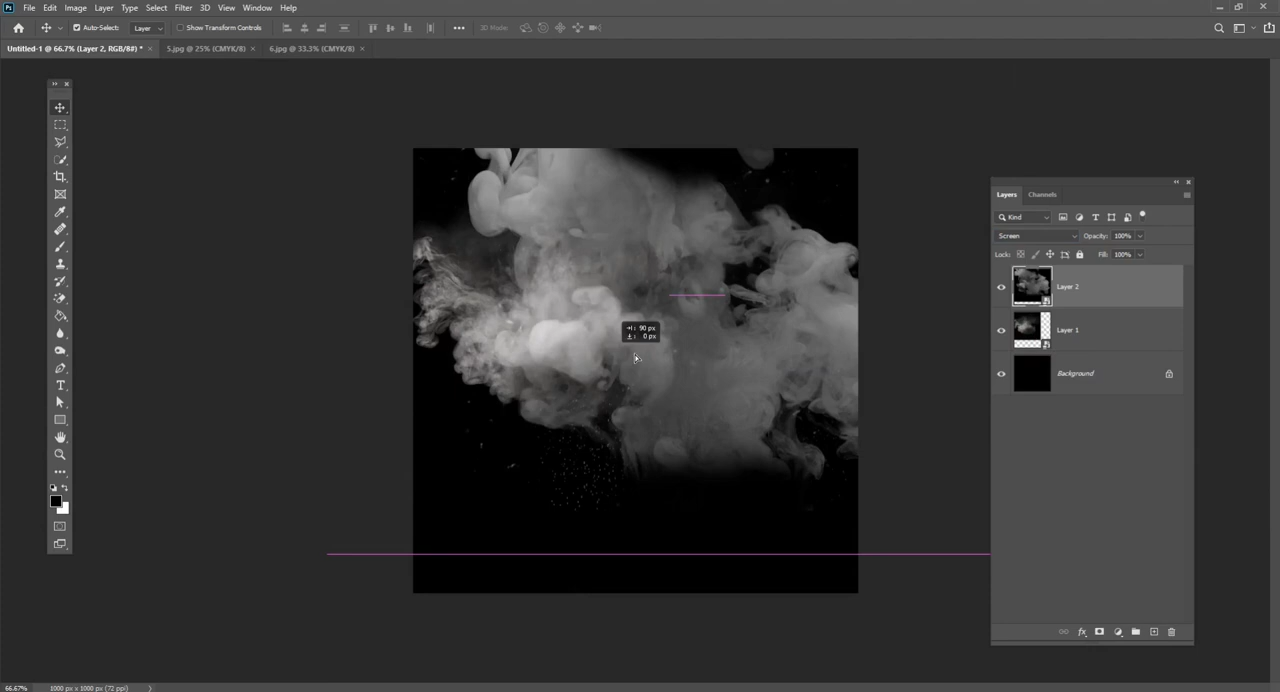 Ps File Edit Image Layer Type Select Filter 3D View Window Help
Auto-Select: Layer Show Transform Controls ••• 3D Mode:
Untitled-1 @ 66.7% (Layer 2, RGB/8#) * × 5.jpg @ 25% (CMYK/8) × 6.jpg @ 33.3% (CMYK/8) ×
Layers Channels
Kind
Screen Opacity: 100%
Lock: Fill: 100%
Layer 2
90 px
0 px
Layer 1
Background
T
fx
66.67% 1000 px x 1000 px (72 ppi)